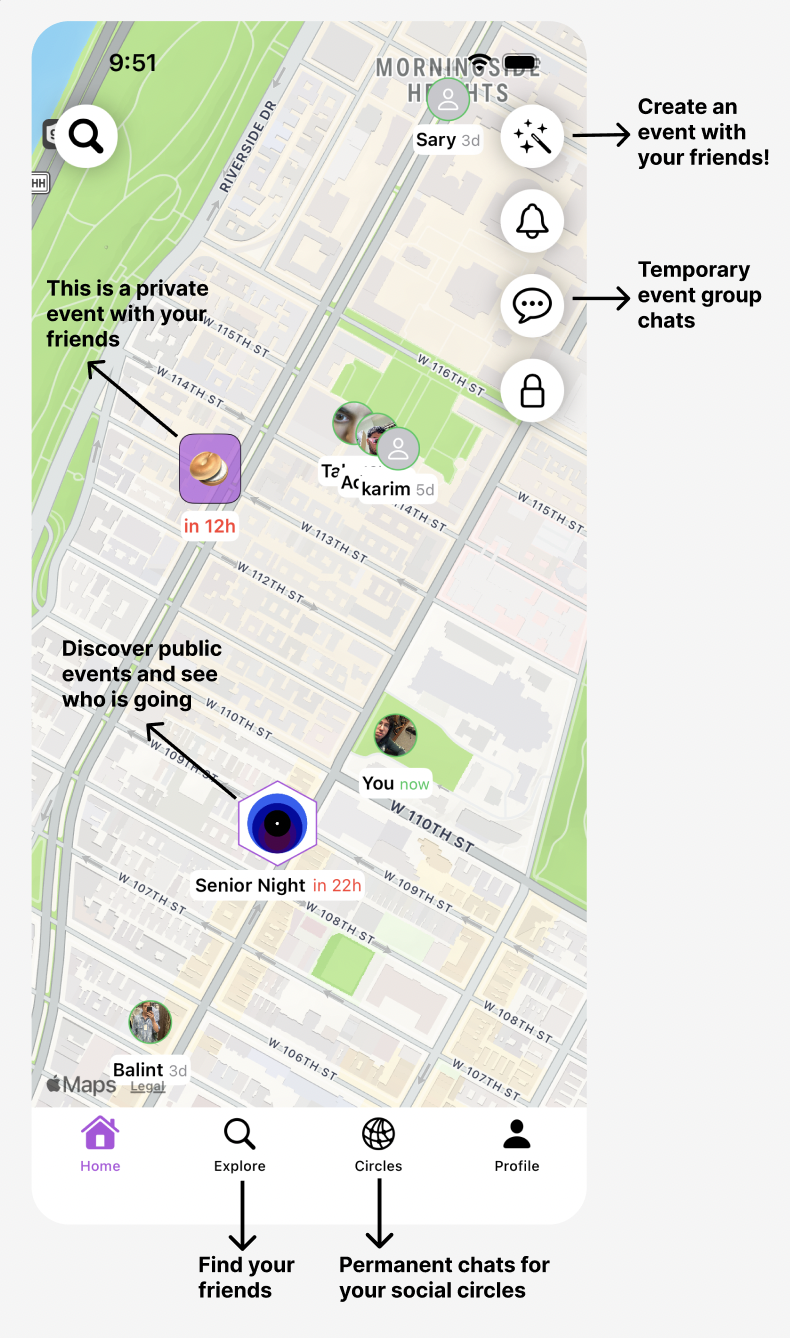 9:51
MORNINGSIDE
HEIGHTS
Create an
event with
your friends!
Sary 3d
RIVERSIDE DR
HH
Temporary
event group
chats
This is a private
event with your
friends
W 115TH ST
W 116TH ST
W 114TH ST
karim 5d
14TH ST
W 115TH ST
in 12h
W 113TH ST
W 112TH ST
Discover public
events and see
who is going
W 110TH ST
W 109TH ST
You now
W 110TH ST
Senior Night in 22h
W 109TH ST
W 107TH ST
W 108TH ST
W 108TH ST
W 106TH ST
W 107TH ST
Balint 3d
Maps Legal
Home
Explore
Circles
Profile
Find your
friends
Permanent chats for
your social circles